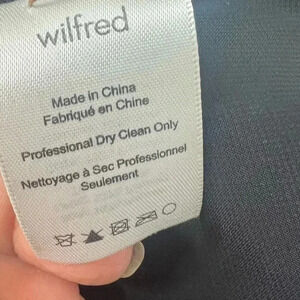 wilfred
Made in China
Fabriqué en Chine
Professional Dry Clean Only
Nettoyage à Sec Professionnel
Seulement